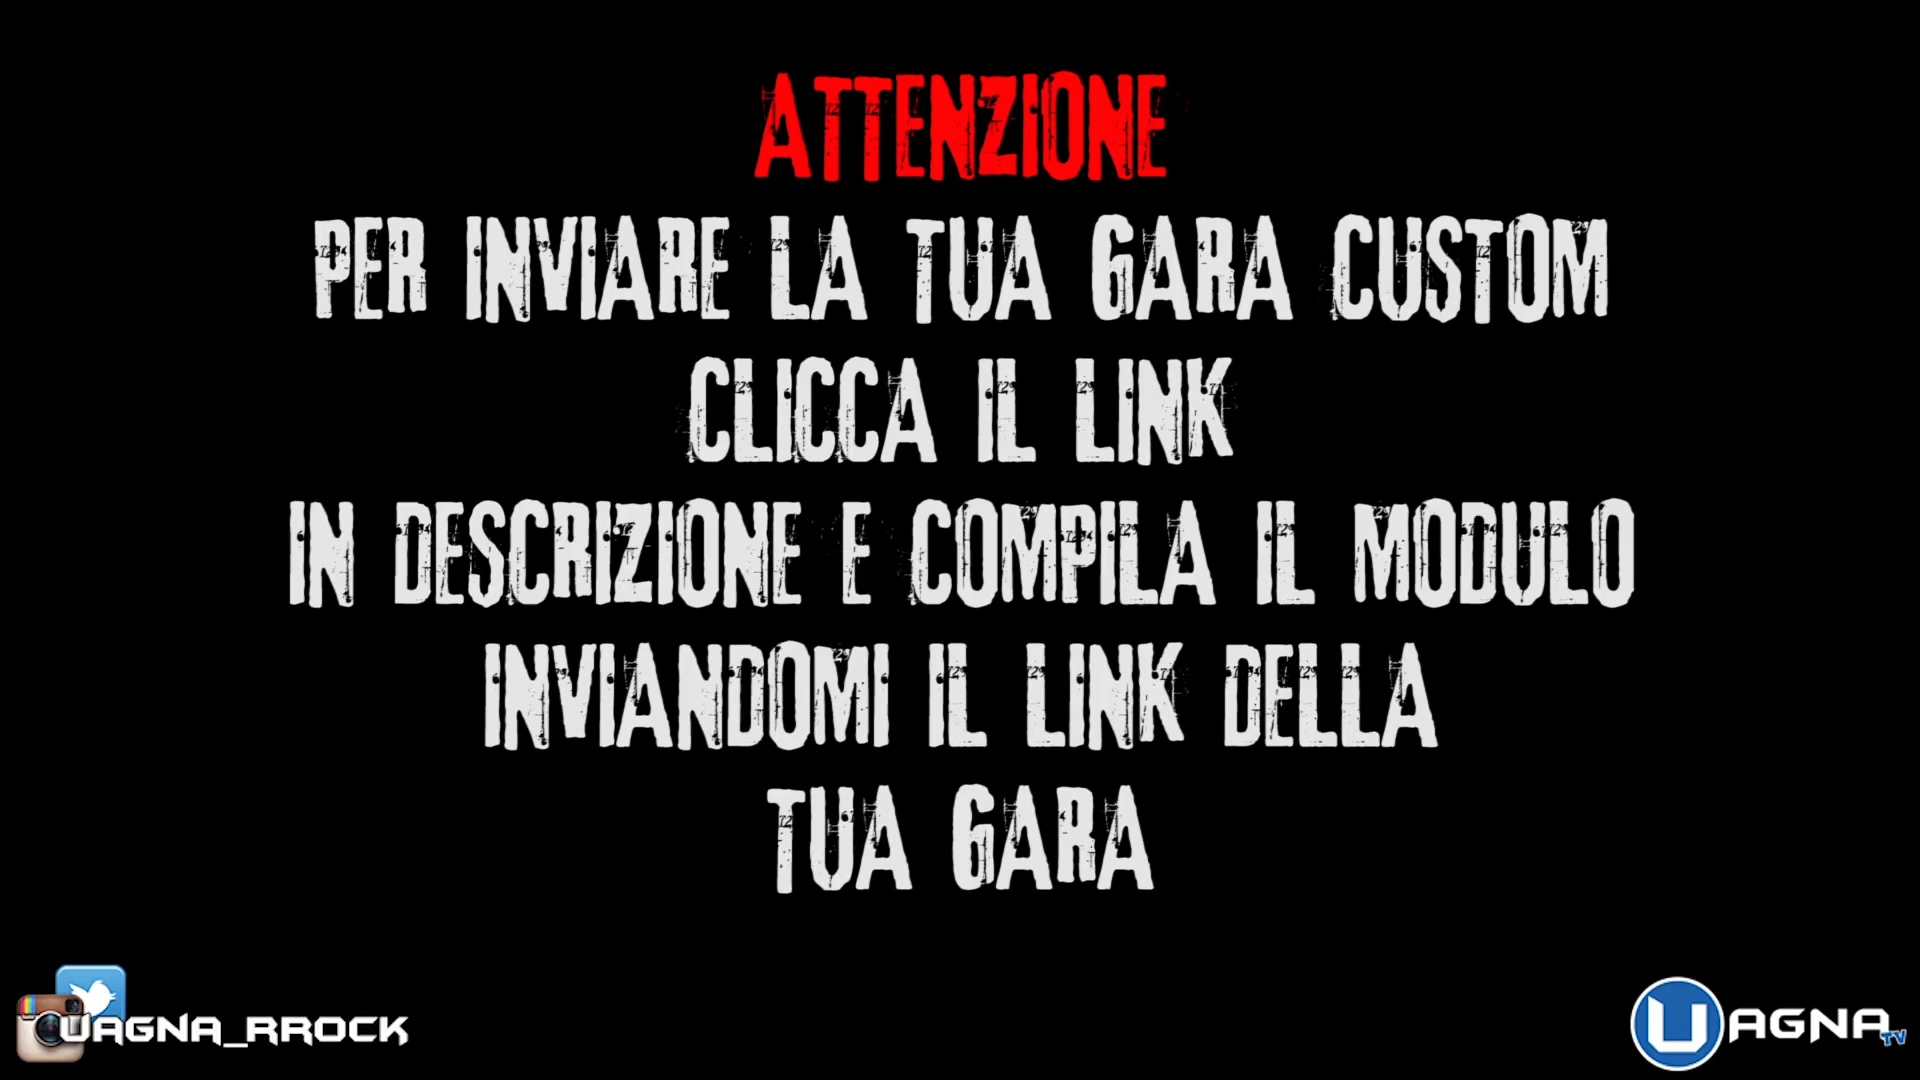 ATTENZIONE
PER INVIARE LA TUA GARA CUSTOM
CLICCA IL LINK
IN DESCRIZIONE E COMPILA IL MODULO
INVIANDOMI IL LINK DELLA
TUA GARA
UAGNA_RROCK
UAGNA TV